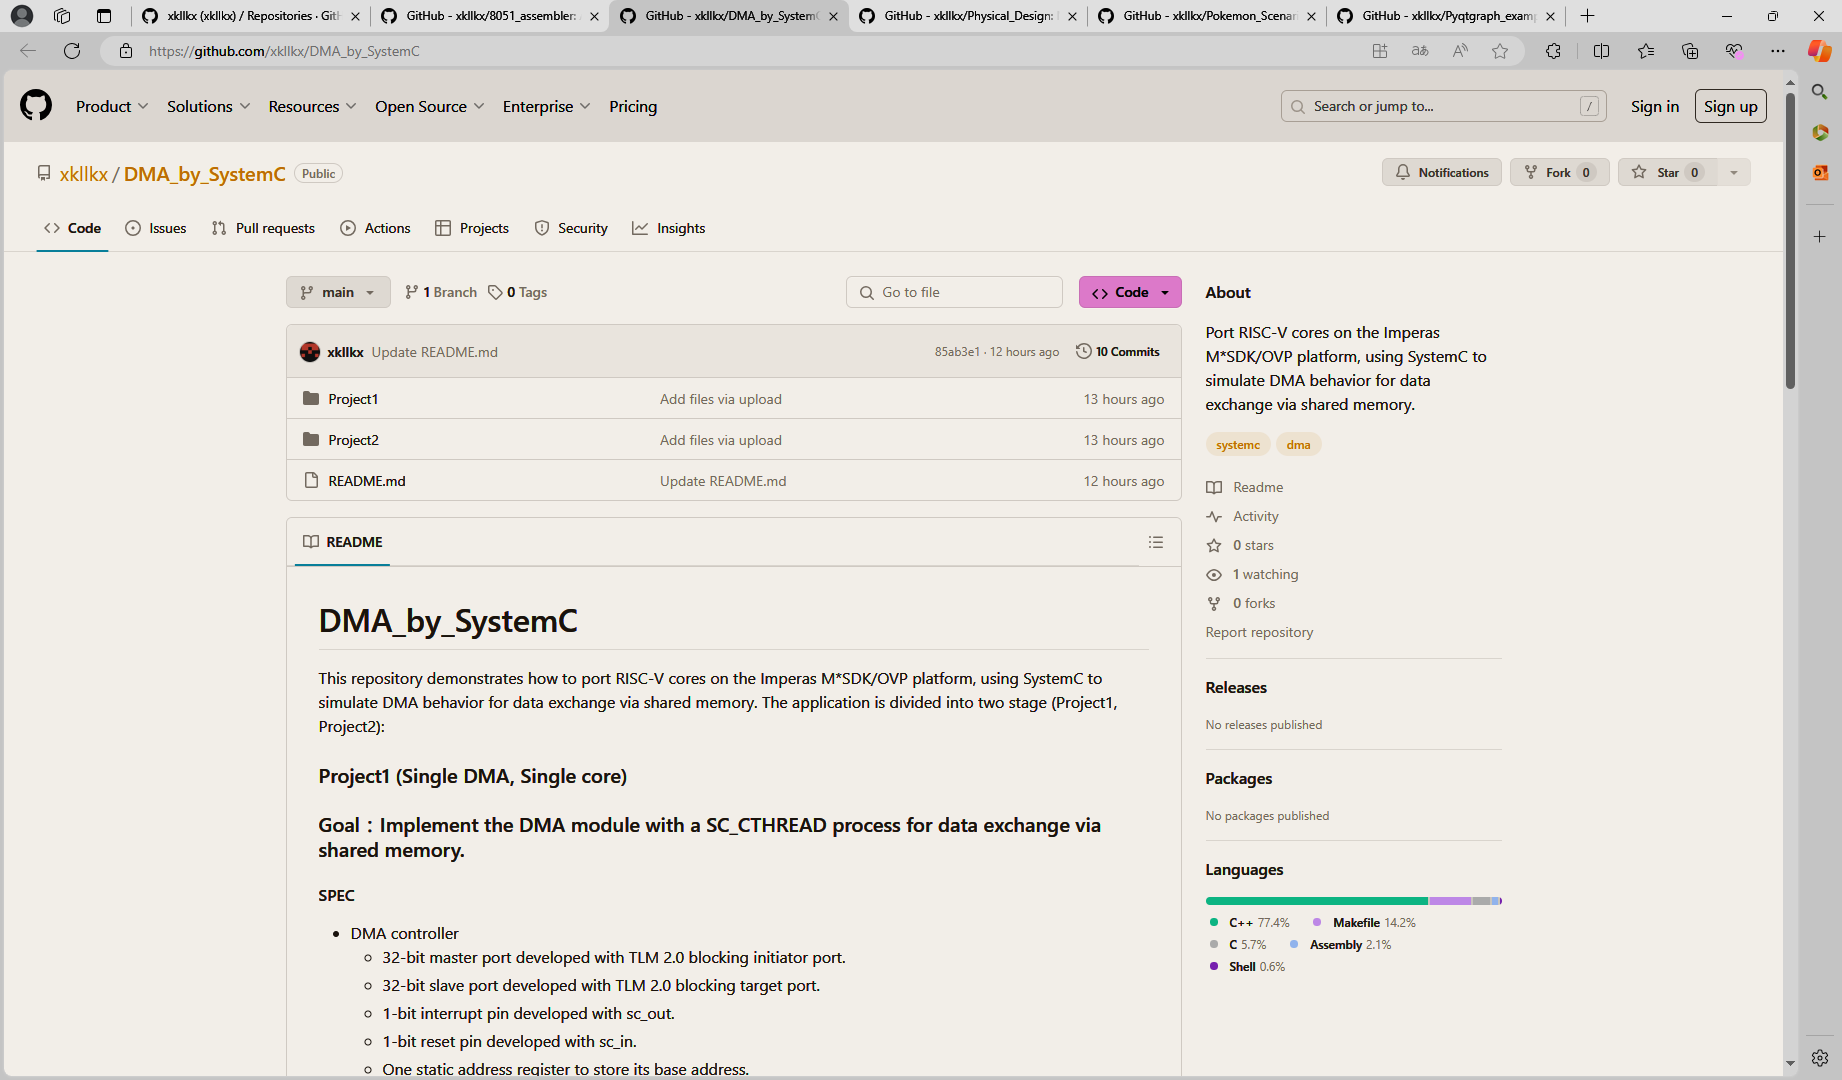 xkllkx (xkllkx) / Repositories · GitH
GitHub - xkllkx/8051_assembler:
GitHub - xkllkx/DMA_by_SystemC
GitHub - xkllkx/Physical_Design:
GitHub - xkllkx/Pokemon_Scenari
GitHub - xkllkx/Pyqtgraph_examp
https://github.com/xkllkx/DMA_by_SystemC
Product
Solutions
Resources
Open Source
Enterprise
Pricing
Search or jump to...
/
Sign in
Sign up
xkllkx / DMA_by_SystemC
Public
Notifications
Fork 0
Star 0
Code
Issues
Pull requests
Actions
Projects
Security
Insights
main
1 Branch
0 Tags
Go to file
Code
xkllkx Update README.md
85ab3e1 · 12 hours ago
10 Commits
Project1
Add files via upload
13 hours ago
Project2
Add files via upload
13 hours ago
README.md
Update README.md
12 hours ago
README
DMA_by_SystemC
This repository demonstrates how to port RISC-V cores on the Imperas M*SDK/OVP platform, using SystemC to
simulate DMA behavior for data exchange via shared memory. The application is divided into two stage (Project1,
Project2):
Project1 (Single DMA, Single core)
Goal：Implement the DMA module with a SC_CTHREAD process for data exchange via
shared memory.
SPEC
• DMA controller
32-bit master port developed with TLM 2.0 blocking initiator port.
32-bit slave port developed with TLM 2.0 blocking target port.
1-bit interrupt pin developed with sc_out.
1-bit reset pin developed with sc_in.
One static address register to store its base address.
About
Port RISC-V cores on the Imperas
M*SDK/OVP platform, using SystemC to
simulate DMA behavior for data
exchange via shared memory.
systemc
dma
Readme
Activity
0 stars
1 watching
0 forks
Report repository
Releases
No releases published
Packages
No packages published
Languages
C++ 77.4%
Makefile 14.2%
C 5.7%
Assembly 2.1%
Shell 0.6%